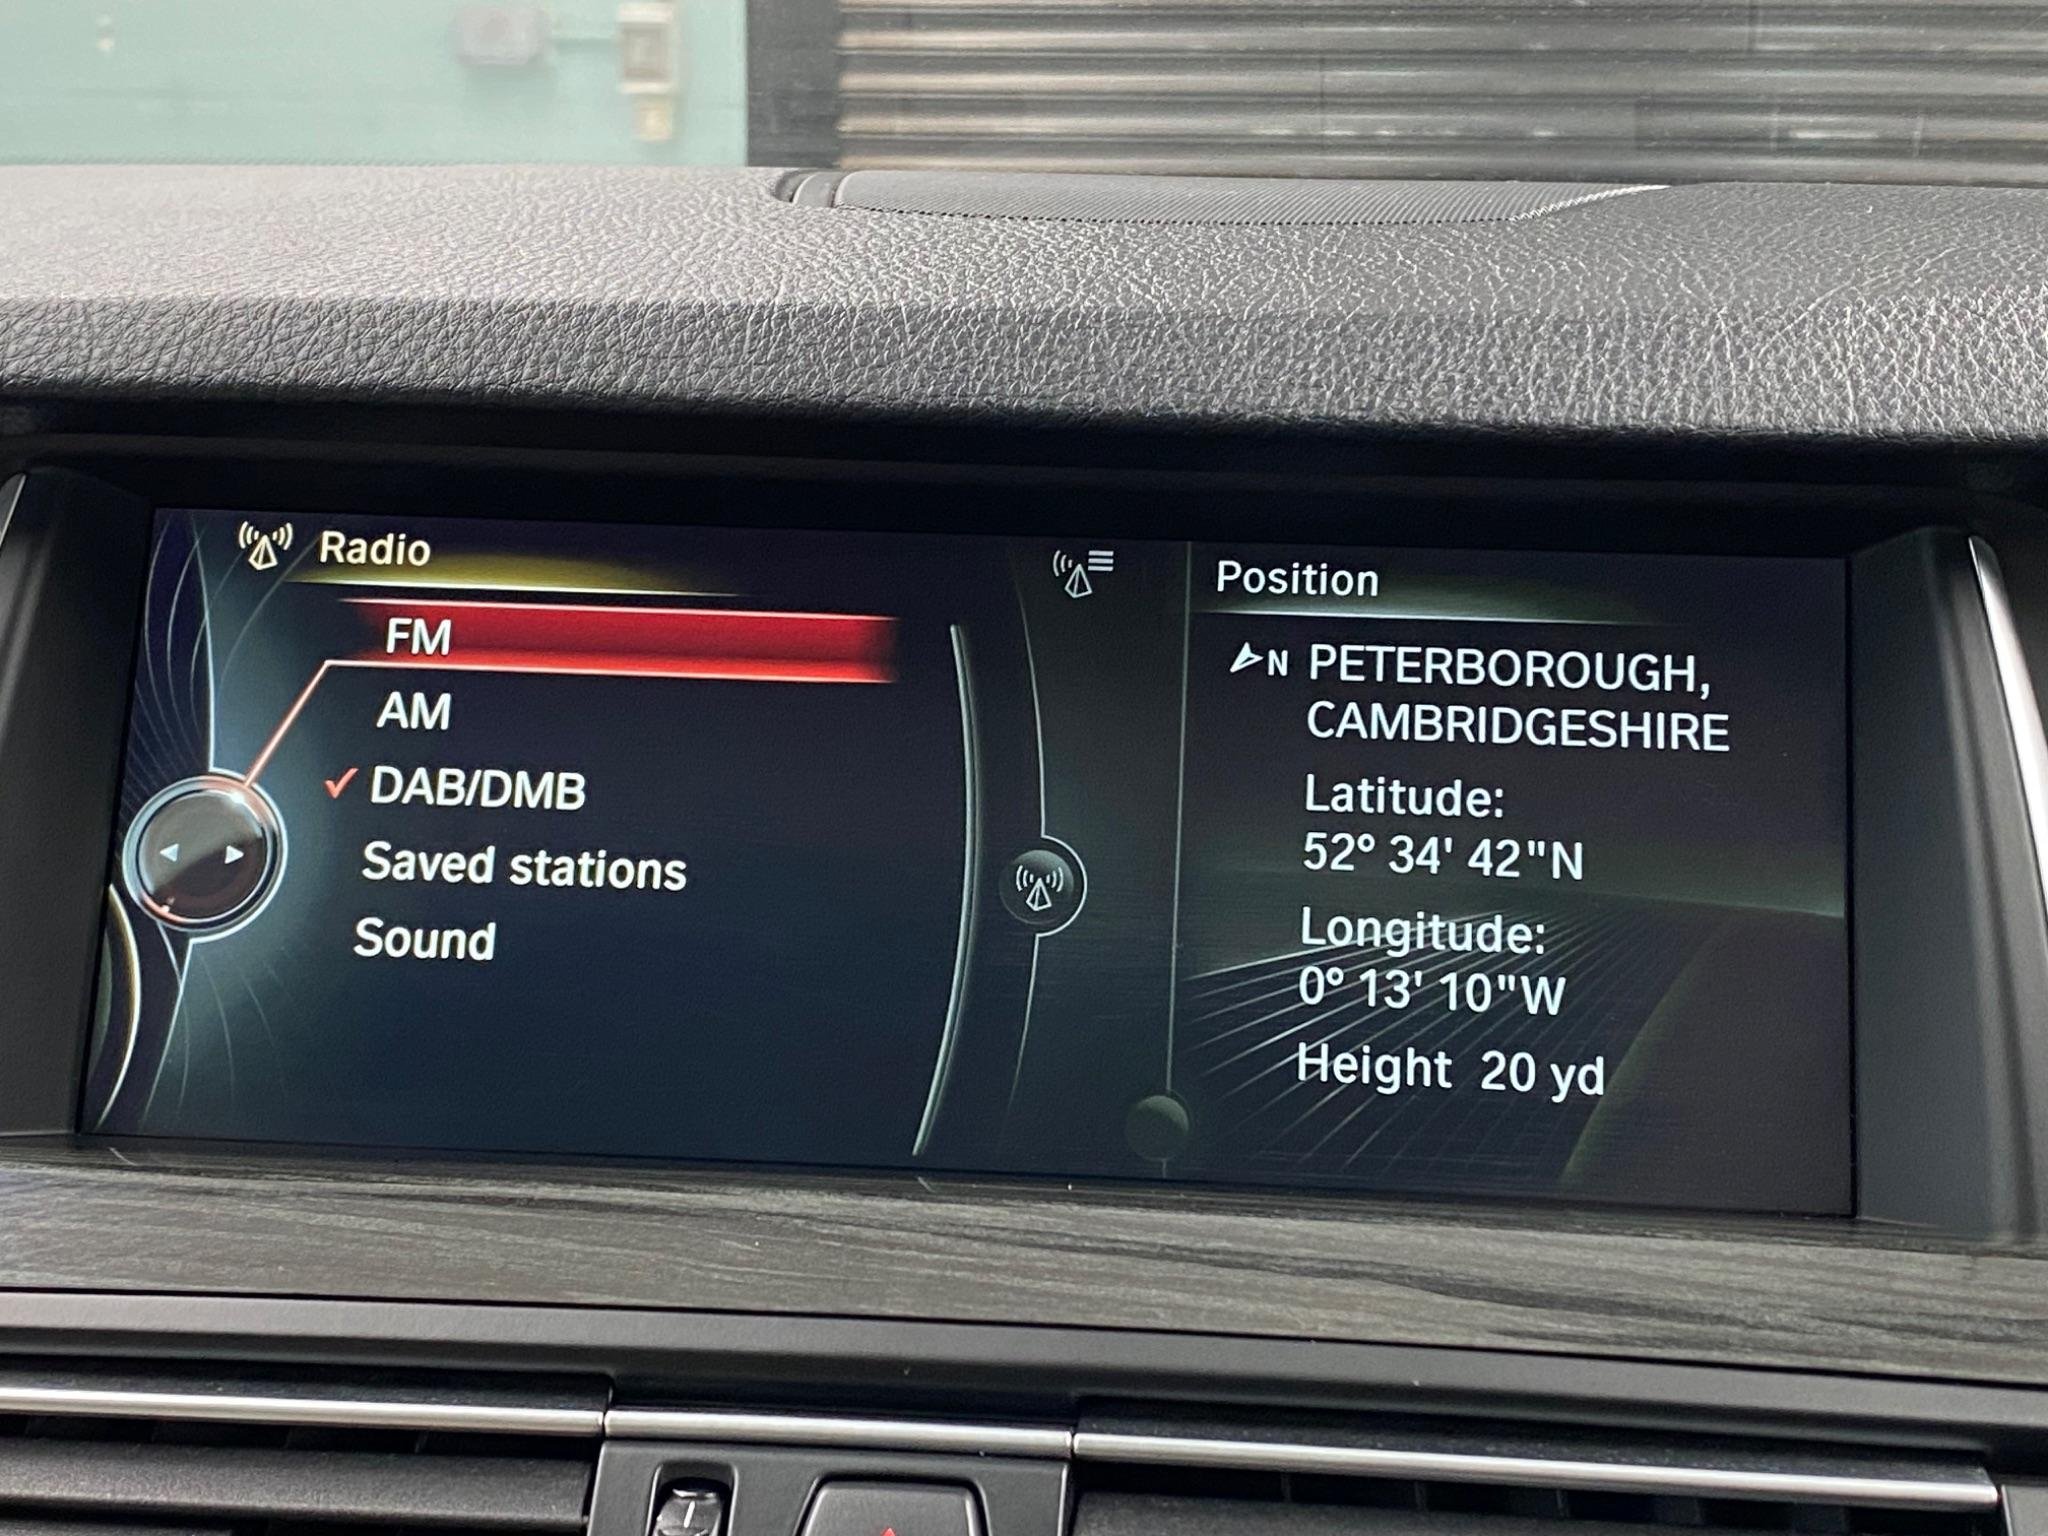 Radio
FM
AM
DAB/DMB
Saved stations
Sound
Position
N PETERBOROUGH,
CAMBRIDGESHIRE
Latitude:
52° 34' 42"N
Longitude:
0° 13' 10"W
Height 20 yd